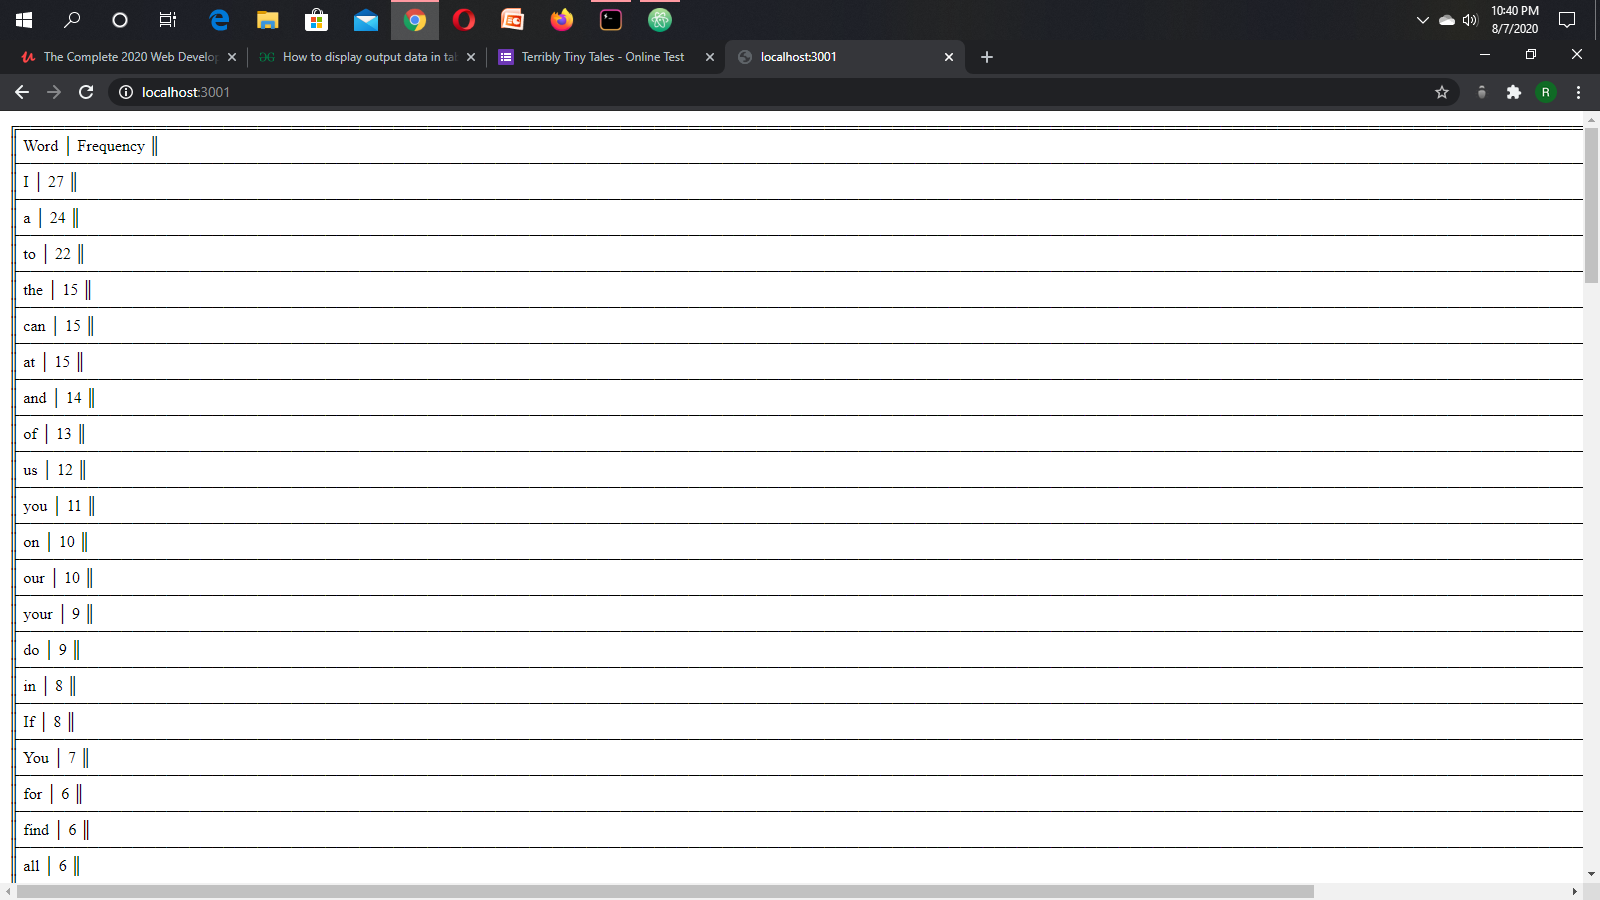 10:40 PM
8/7/2020
The Complete 2020 Web Develop
How to display output data in ta
Terribly Tiny Tales - Online Test
localhost:3001
localhost:3001
R
Word │ Frequency ║
I │ 27 ║
a │ 24 ║
to │ 22 ║
the │ 15 ║
can │ 15 ║
at │ 15 ║
and │ 14 ║
of │ 13 ║
us │ 12 ║
you │ 11 ║
on │ 10 ║
our │ 10 ║
your │ 9 ║
do │ 9 ║
in │ 8 ║
If │ 8 ║
You │ 7 ║
for │ 6 ║
find │ 6 ║
all │ 6 ║